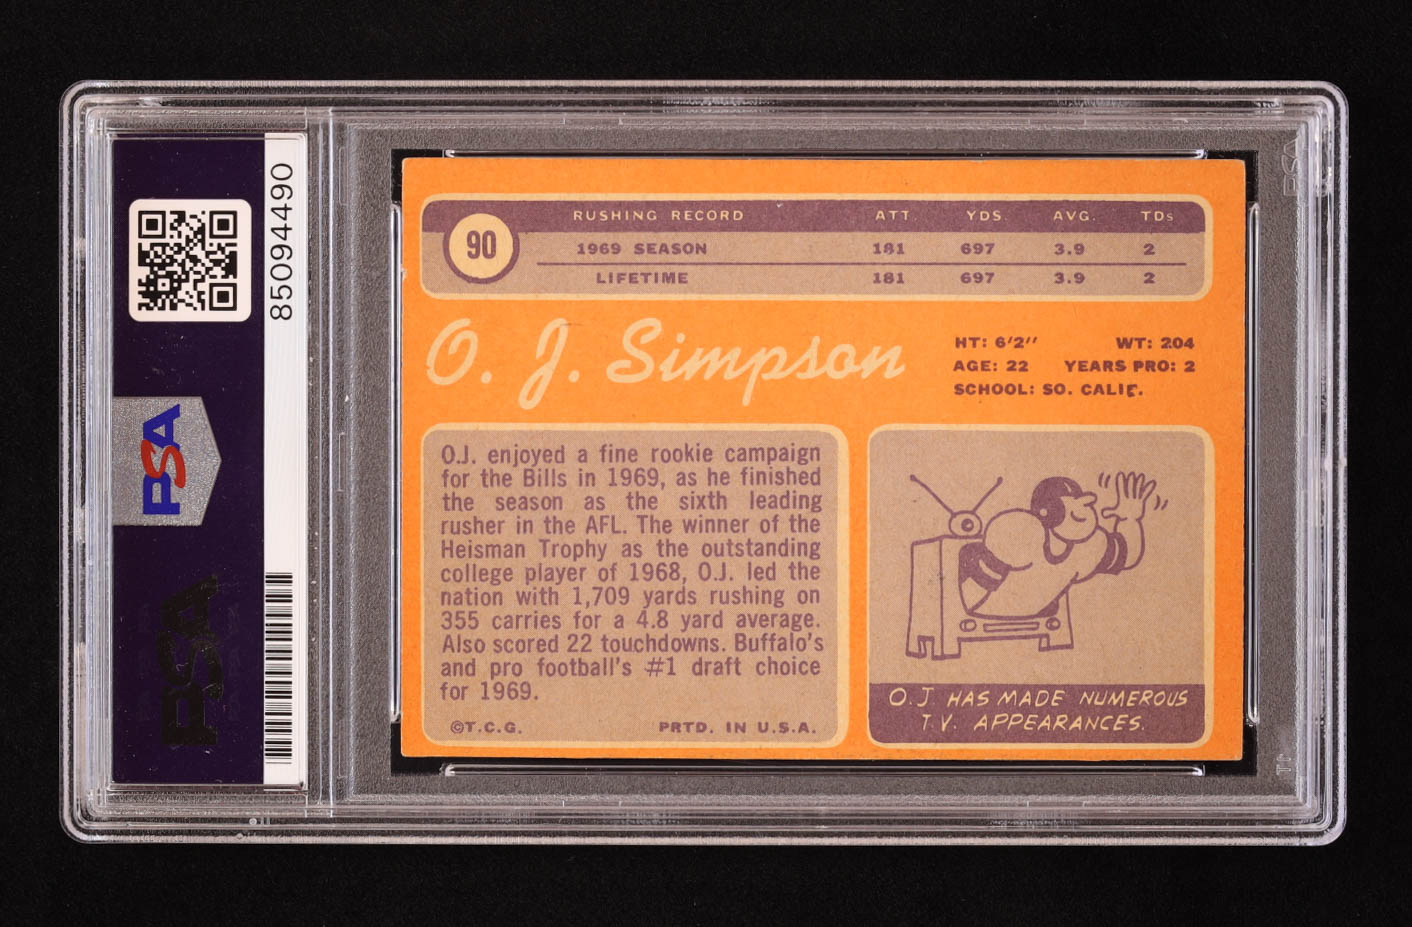 85094490
PSA
PSA
90
RUSHING RECORD ATT. YDS. AVG. TDs
1969 SEASON 181 697 3.9 2
LIFETIME 181 697 3.9 2
O. J. Simpson
HT: 6'2" WT: 204
AGE: 22 YEARS PRO: 2
SCHOOL: SO. CALIF.
O.J. enjoyed a fine rookie campaign
for the Bills in 1969, as he finished
the season as the sixth leading
rusher in the AFL. The winner of the
Heisman Trophy as the outstanding
college player of 1968, O.J. led the
nation with 1,709 yards rushing on
355 carries for a 4.8 yard average.
Also scored 22 touchdowns. Buffalo's
and pro football's #1 draft choice
for 1969.
©T.C.G. PRTD. IN U.S.A.
O.J HAS MADE NUMEROUS
T.V. APPEARANCES.
PSA